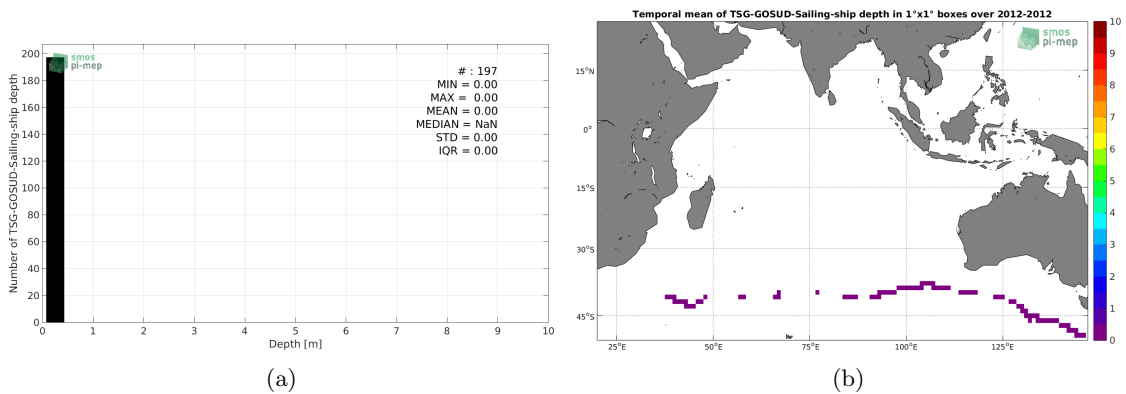 smos
pi-mep
# : 197
MIN = 0.00
MAX = 0.00
MEAN = 0.00
MEDIAN = NaN
STD = 0.00
IQR = 0.00
Number of TSG-GOSUD-Sailing-ship depth
200
180
160
140
120
100
80
60
40
20
0
0 1 2 3 4 5 6 7 8 9 10
Depth [m]
(a)
Temporal mean of TSG-GOSUD-Sailing-ship depth in 1°x1° boxes over 2012-2012
smos
pi-mep
15°N
0°
15°S
30°S
45°S
25°E 50°E 75°E 100°E 125°E
10
9
8
7
6
5
4
3
2
1
0
(b)